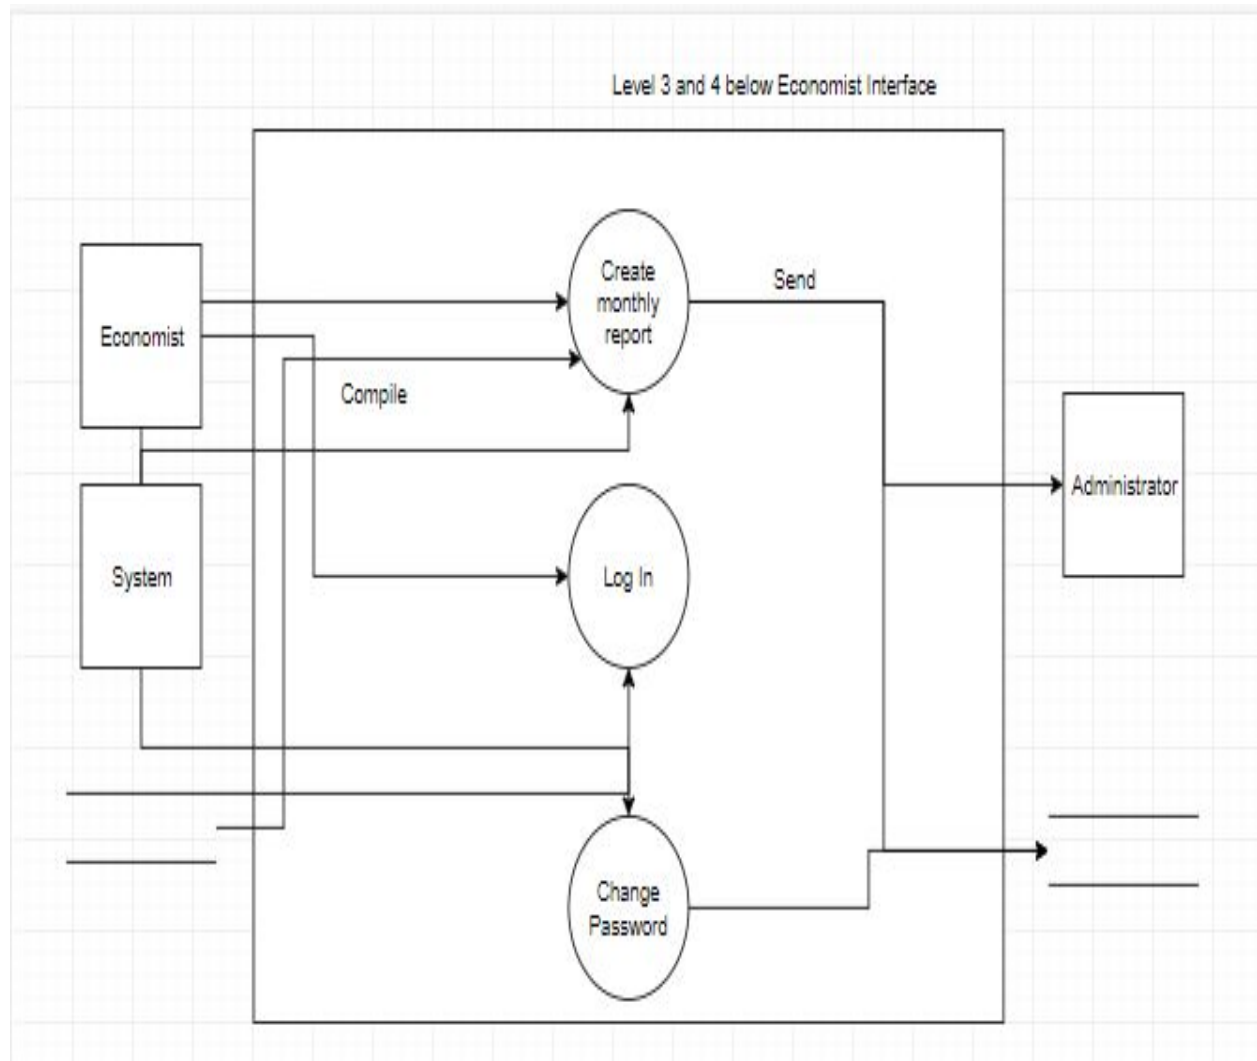 Level 3 and 4 below Economist Interface
Create
monthly
report
Send
Economist
Compile
Administrator
System
Log In
Change
Password